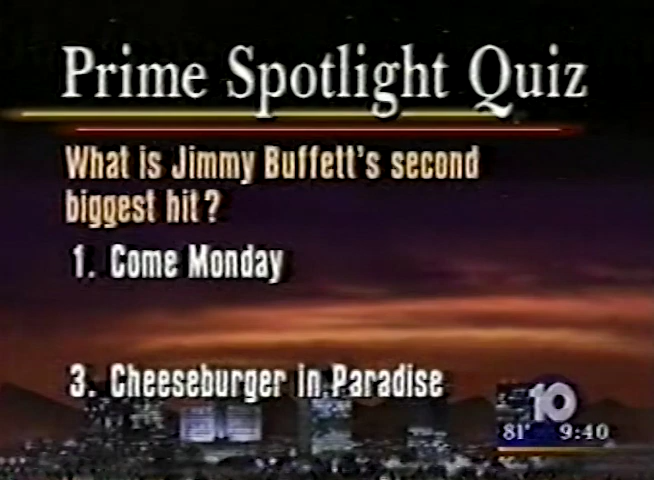 Prime Spotlight Quiz
What is Jimmy Buffett's second
biggest hit?
1. Come Monday
3. Cheeseburger in Paradise
10
81° 9:40